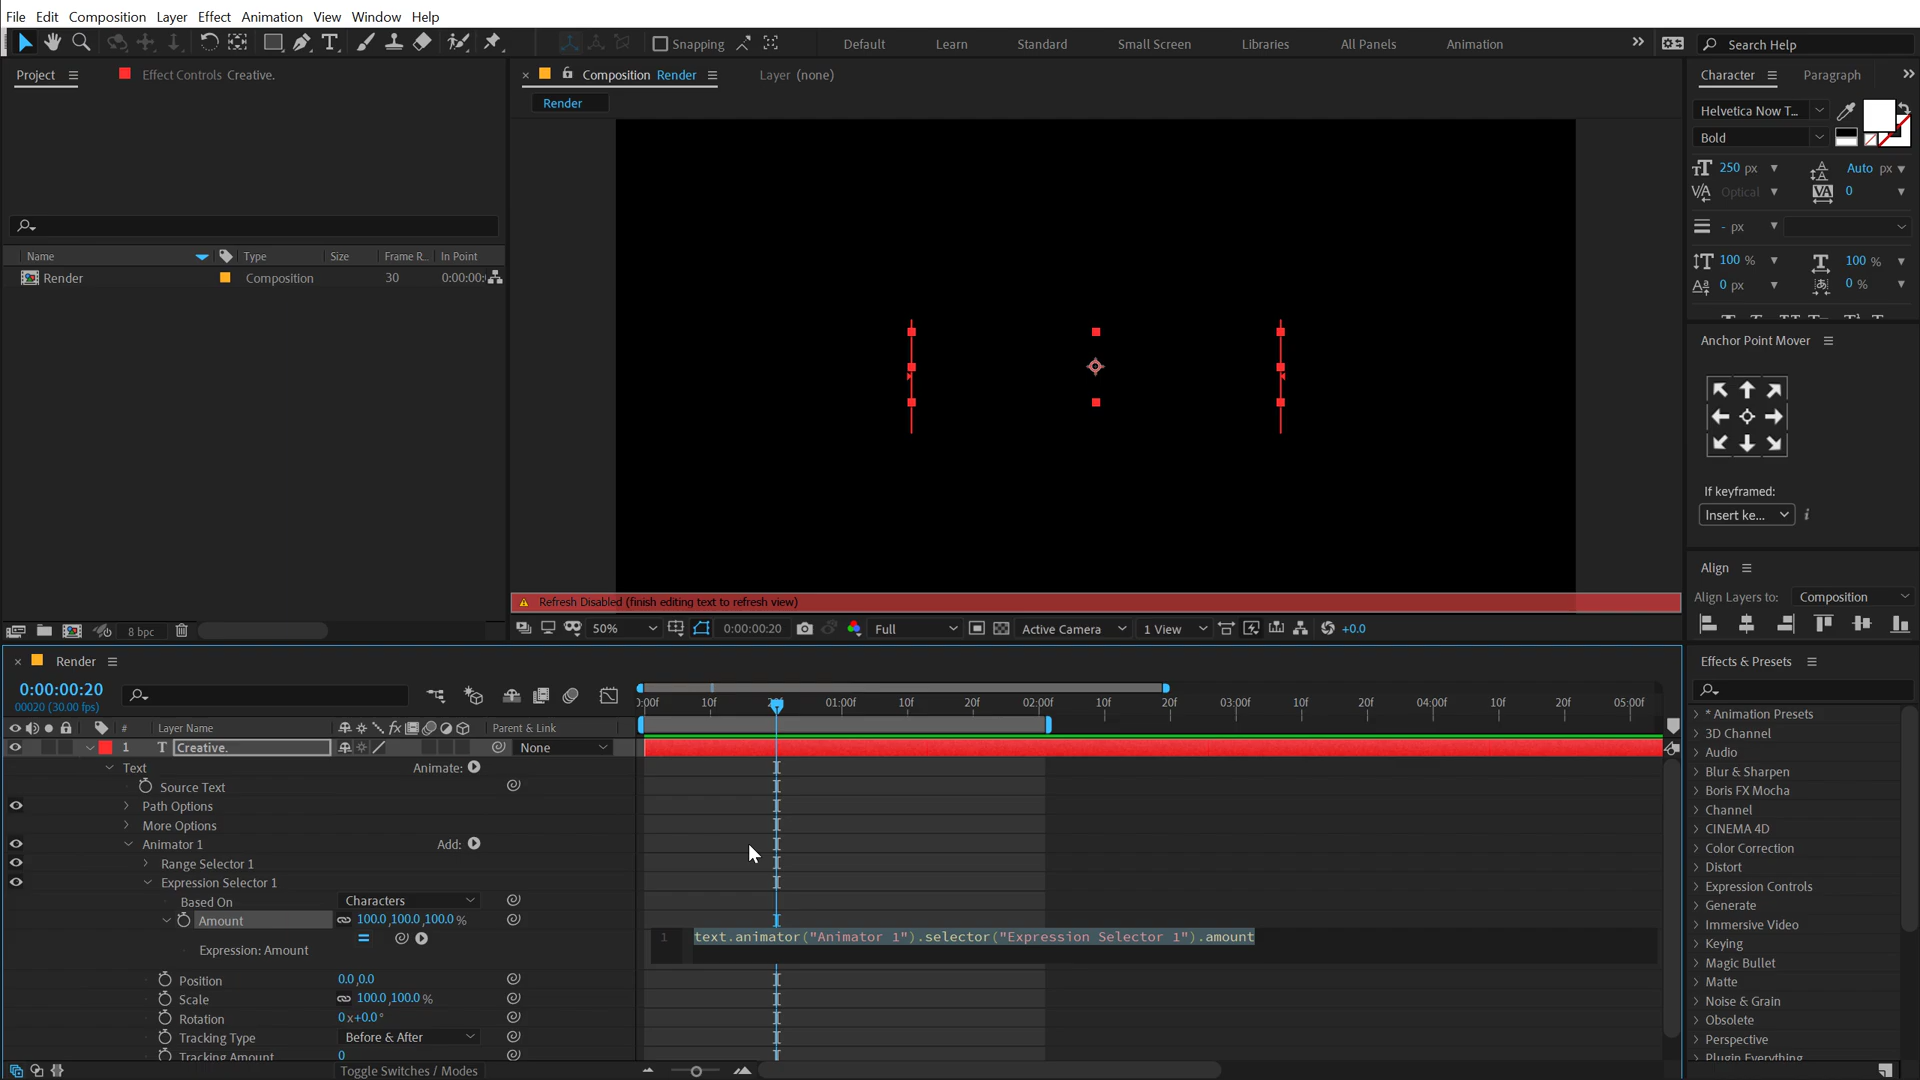 File Edit Composition Layer Effect Animation View Window Help
Snapping Default Learn Standard Small Screen Libraries All Panels Animation Search Help
Project Effect Controls Creative.
Composition Render Layer (none)
Render
Name Type Size Frame R... In Point
Render Composition 30 0:00:00:
8 bpc
Refresh Disabled (finish editing text to refresh view)
50% 0:00:00:20 Full Active Camera 1 View +0.0
Character Paragraph
Helvetica Now T...
Bold
250 px Auto px
Optical 0
- px
100 % 100 %
0 px 0 %
Anchor Point Mover
If keyframed:
Insert ke... i
Align
Align Layers to: Composition
Render
0:00:00:20
00020 (30.00 fps)
:00f 10f 20f 01:00f 10f 20f 02:00f 10f 20f 03:00f 10f 20f 04:00f 10f 20f 05:00f
# Layer Name fx Parent & Link
1 T Creative. None
Text Animate:
Source Text
Path Options
More Options
Animator 1 Add:
Range Selector 1
Expression Selector 1
Based On Characters
Amount 100.0,100.0,100.0 %
Expression: Amount
1 text.animator("Animator 1").selector("Expression Selector 1").amount
Position 0.0,0.0
Scale 100.0,100.0 %
Rotation 0x+0.0°
Tracking Type Before & After
Tracking Amount 0
Toggle Switches / Modes
Effects & Presets
* Animation Presets
3D Channel
Audio
Blur & Sharpen
Boris FX Mocha
Channel
CINEMA 4D
Color Correction
Distort
Expression Controls
Generate
Immersive Video
Keying
Magic Bullet
Matte
Noise & Grain
Obsolete
Perspective
Plugin Everything